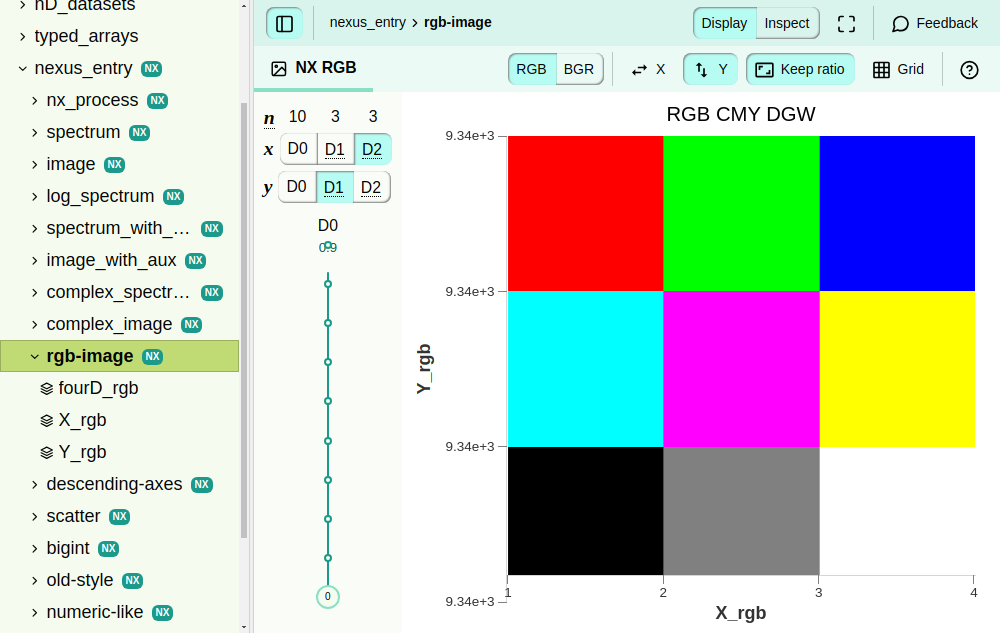 nD_datasets
typed_arrays
nexus_entry NX
nx_process NX
spectrum NX
image NX
log_spectrum NX
spectrum_with_... NX
image_with_aux NX
complex_spectr... NX
complex_image NX
rgb-image NX
fourD_rgb
X_rgb
Y_rgb
descending-axes NX
scatter NX
bigint NX
old-style NX
numeric-like NX
nexus_entry > rgb-image
Display Inspect
Feedback
NX RGB
RGB BGR
X
Y
Keep ratio
Grid
n 10 3 3
x D0 D1 D2
y D0 D1 D2
D0
0:9
0
RGB CMY DGW
9.34e+3
9.34e+3
9.34e+3
9.34e+3
Y_rgb
1 2 3 4
X_rgb